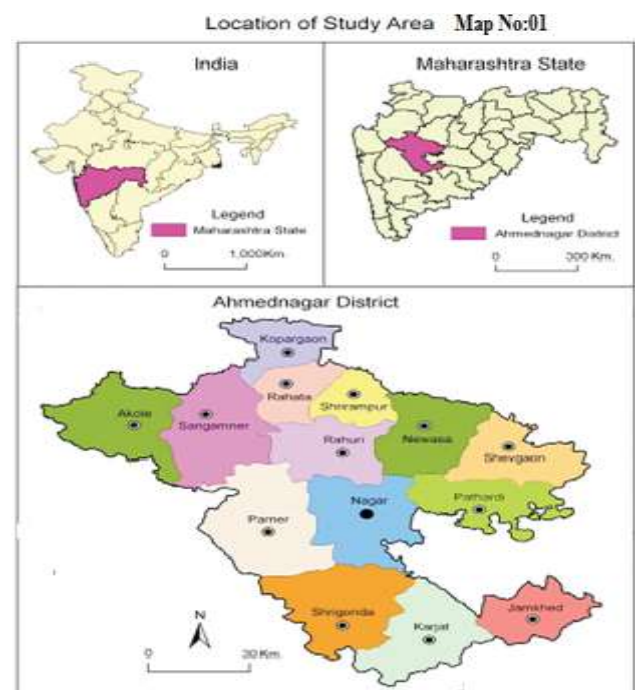 Location of Study Area Map No:01
India
Legend
Maharashtra State
0 1,000Km.
Maharashtra State
Legend
Ahmednagar District
0 300 Km.
Ahmednagar District
Kopargaon
Rahata
Shrirampur
Akole
Sangamner
Rahuri
Newasa
Shevgaon
Pathardi
Nagar
Parner
Shrigonda
Karjat
Jamkhed
N
0 30 Km.